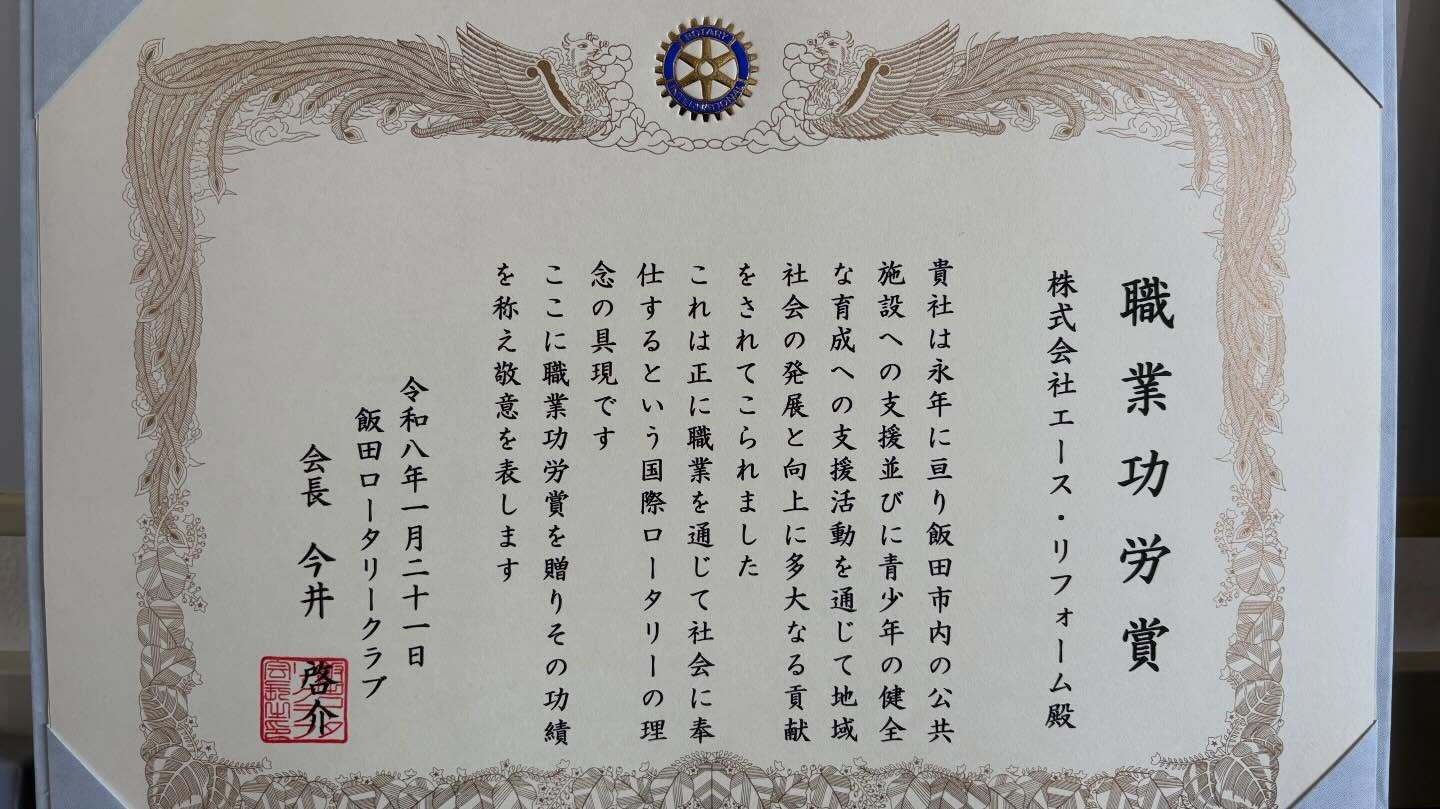 ROTARY
INTERNATIONAL
職業功労賞
株式会社エース・リフォーム殿
貴社は永年に亘り飯田市内の公共
施設への支援並びに青少年の健全
な育成への支援活動を通じて地域
社会の発展と向上に多大なる貢献
をされてこられました
これは正に職業を通じて社会に奉
仕するという国際ロータリーの理
念の具現です
ここに職業功労賞を贈りその功績
を称え敬意を表します
令和八年一月二十一日
飯田ロータリークラブ
会長 今井 啓介